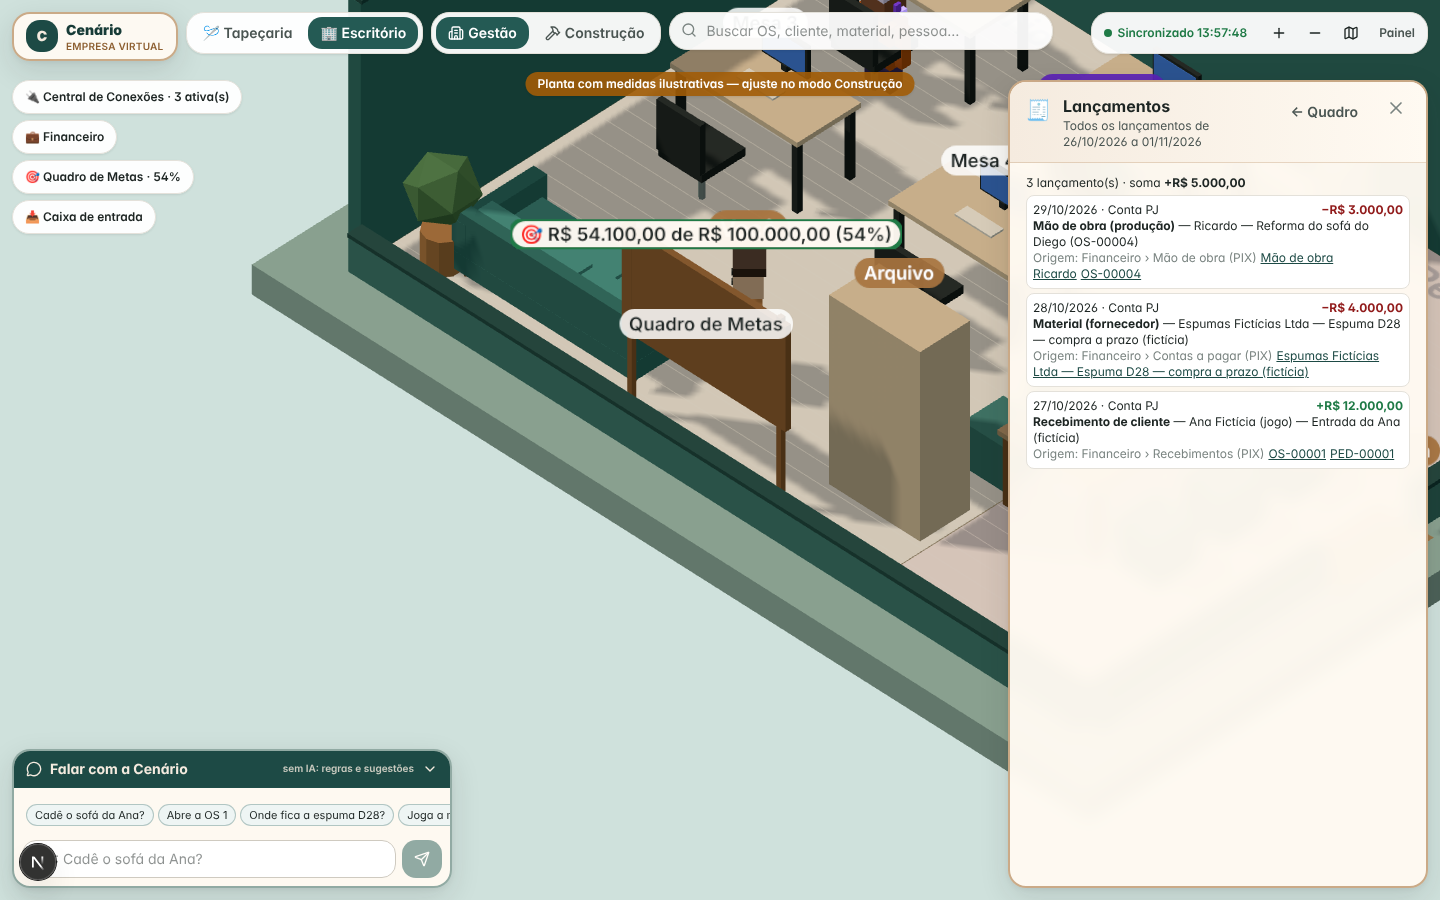 C
Cenário
EMPRESA VIRTUAL
Tapeçaria
Escritório
Gestão
Construção
Buscar OS, cliente, material, pessoa...
Sincronizado 13:57:48
Painel
Planta com medidas ilustrativas — ajuste no modo Construção
Central de Conexões · 3 ativa(s)
Financeiro
Quadro de Metas · 54%
Caixa de entrada
Mesa 4
R$ 54.100,00 de R$ 100.000,00 (54%)
Arquivo
Quadro de Metas
Lançamentos
Todos os lançamentos de
26/10/2026 a 01/11/2026
← Quadro
3 lançamento(s) · soma +R$ 5.000,00
29/10/2026 · Conta PJ −R$ 3.000,00
Mão de obra (produção) — Ricardo — Reforma do sofá do
Diego (OS-00004)
Origem: Financeiro › Mão de obra (PIX) Mão de obra
Ricardo OS-00004
28/10/2026 · Conta PJ −R$ 4.000,00
Material (fornecedor) — Espumas Fictícias Ltda — Espuma D28
— compra a prazo (fictícia)
Origem: Financeiro › Contas a pagar (PIX) Espumas Fictícias
Ltda — Espuma D28 — compra a prazo (fictícia)
27/10/2026 · Conta PJ +R$ 12.000,00
Recebimento de cliente — Ana Fictícia (jogo) — Entrada da Ana
(fictícia)
Origem: Financeiro › Recebimentos (PIX) OS-00001 PED-00001
Falar com a Cenário
sem IA: regras e sugestões
Cadê o sofá da Ana?
Abre a OS 1
Onde fica a espuma D28?
Joga a
N
Cadê o sofá da Ana?